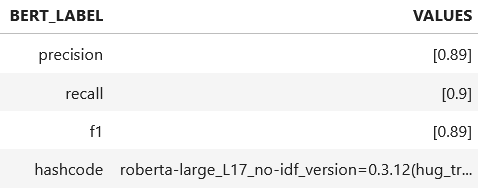 BERT_LABEL VALUES
precision [0.89]
recall [0.9]
f1 [0.89]
hashcode roberta-large_L17_no-idf_version=0.3.12(hug_tr...